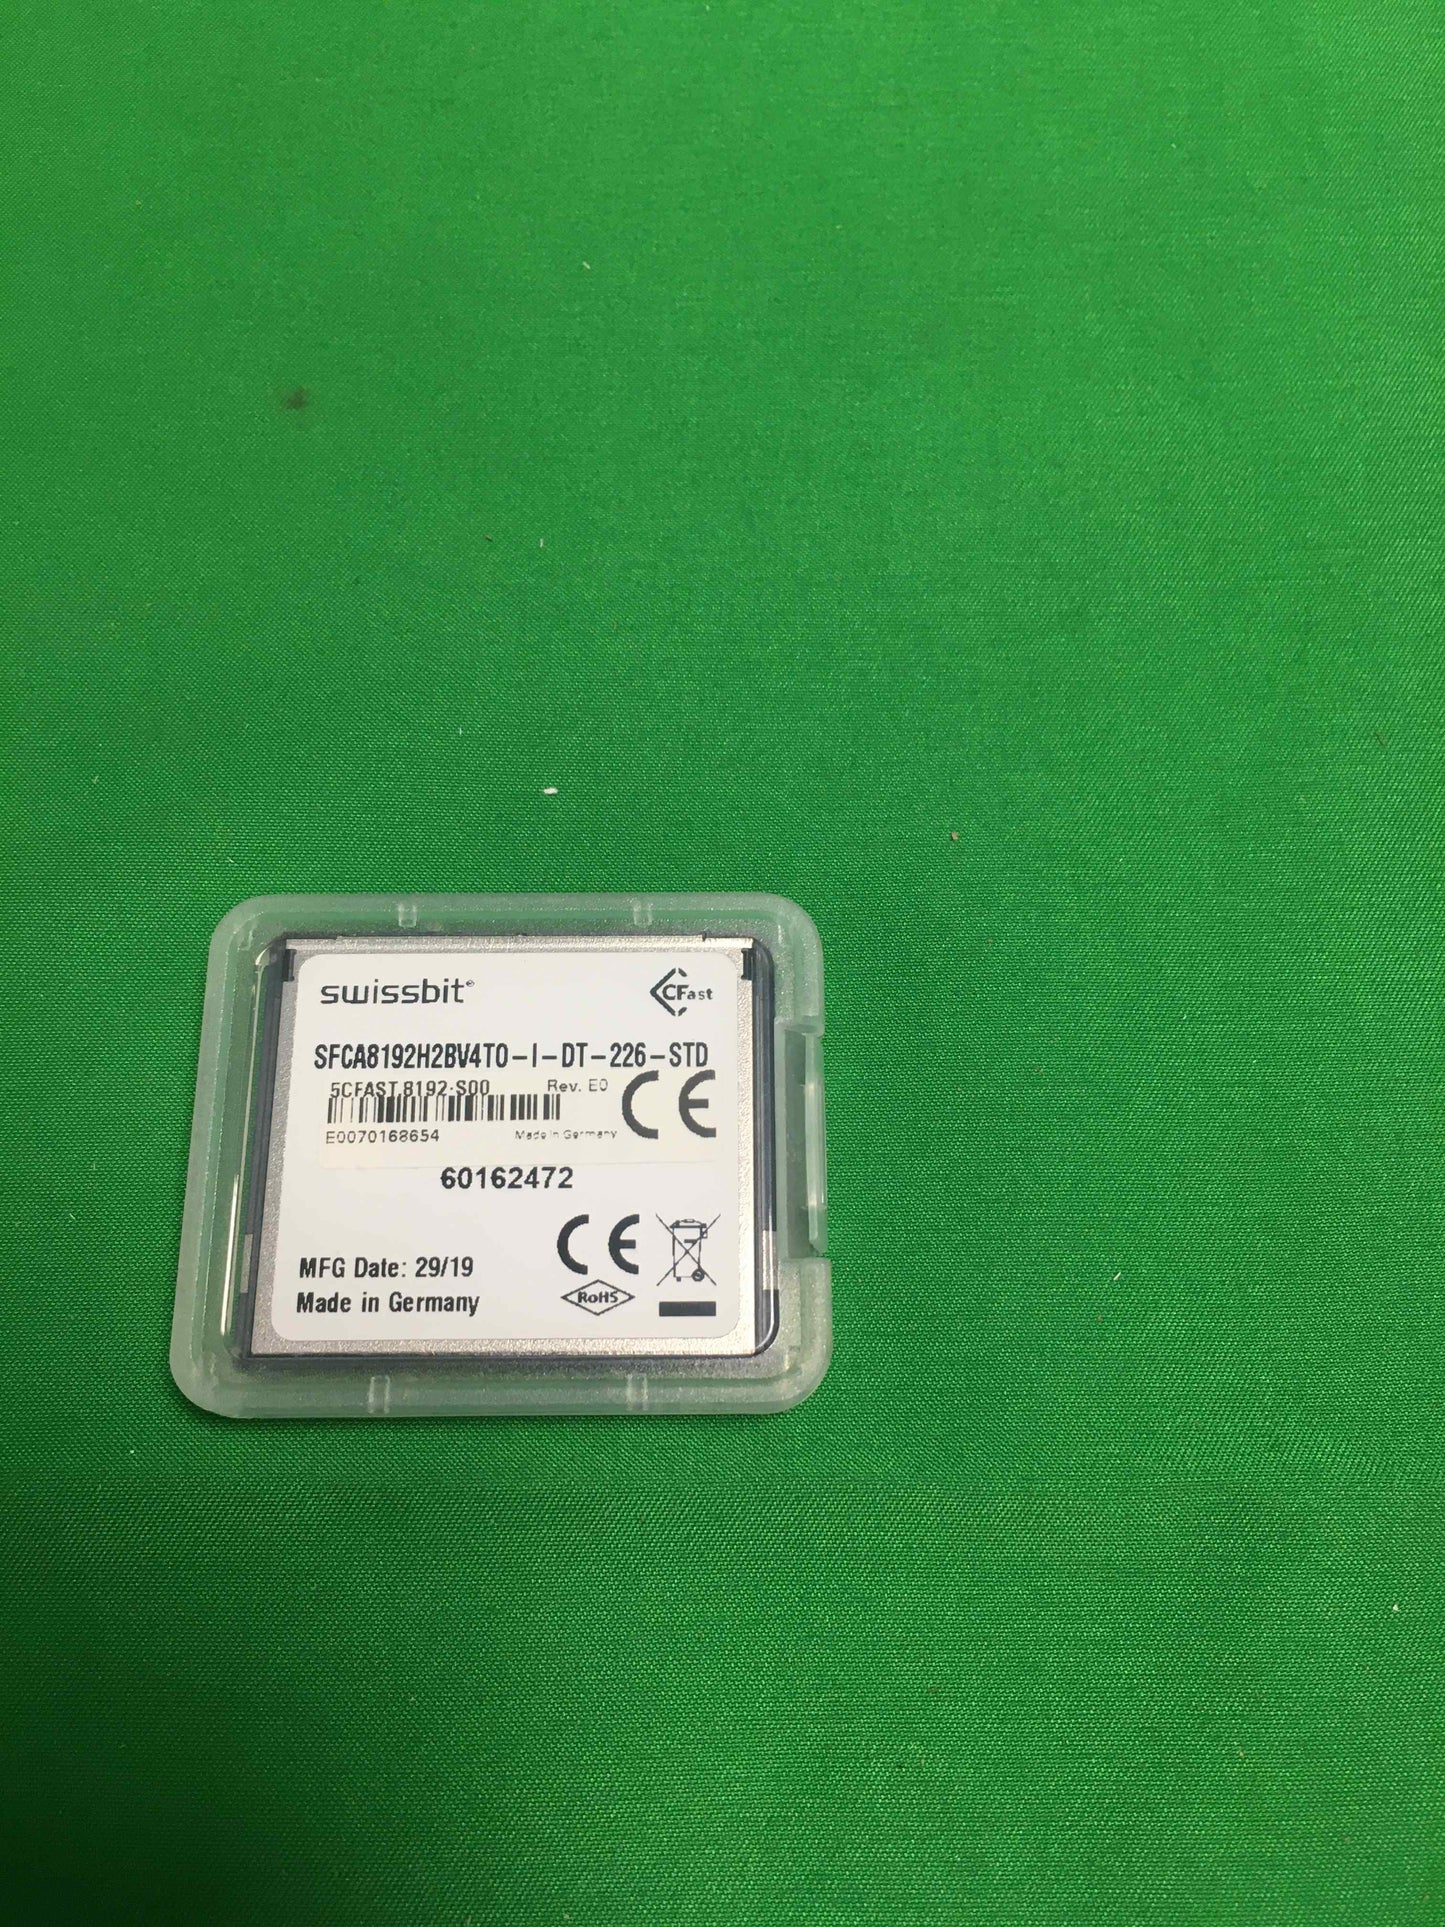 swissbit®
CFast
SFCA8192H2BV4TO-I-DT-226-STD
5CFAST.8192-S00 Rev. E0
CE
E0070168654 Made in Germany
60162472
CE
MFG Date: 29/19
RoHS
Made in Germany